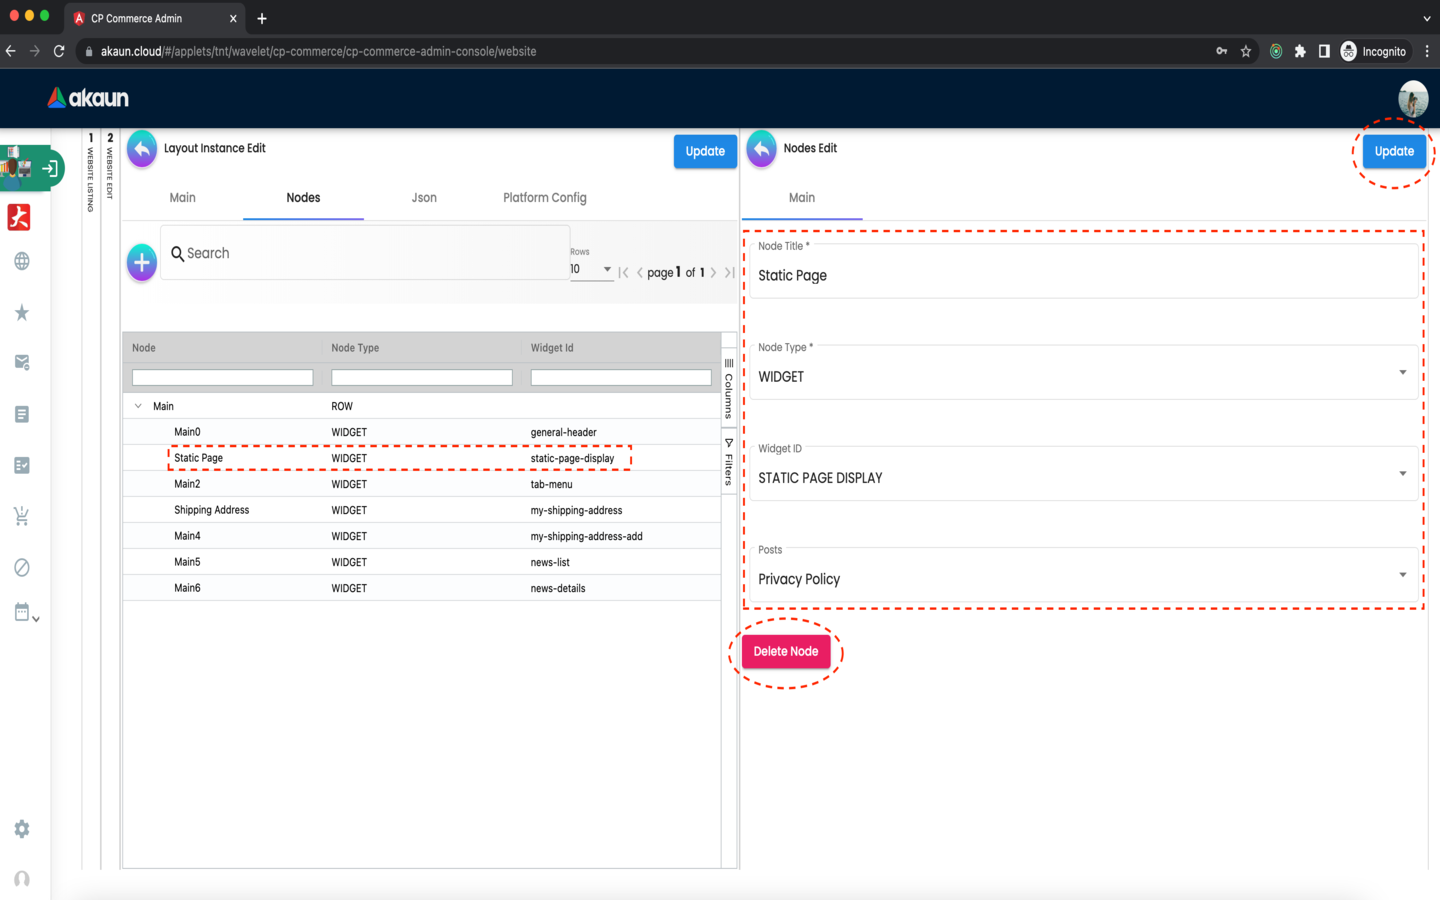 CP Commerce Admin
akaun.cloud/#/applets/tnt/wavelet/cp-commerce/cp-commerce-admin-console/website
Incognito
akaun
1 WEBSITE LISTING
2 WEBSITE EDIT
Layout Instance Edit
Update
Main
Nodes
Json
Platform Config
Search
Rows
10
page 1 of 1
Node
Node Type
Widget Id
Main
ROW
Main0
WIDGET
general-header
Static Page
WIDGET
static-page-display
Main2
WIDGET
tab-menu
Shipping Address
WIDGET
my-shipping-address
Main4
WIDGET
my-shipping-address-add
Main5
WIDGET
news-list
Main6
WIDGET
news-details
Columns
Filters
Nodes Edit
Update
Main
Node Title *
Static Page
Node Type *
WIDGET
Widget ID
STATIC PAGE DISPLAY
Posts
Privacy Policy
Delete Node